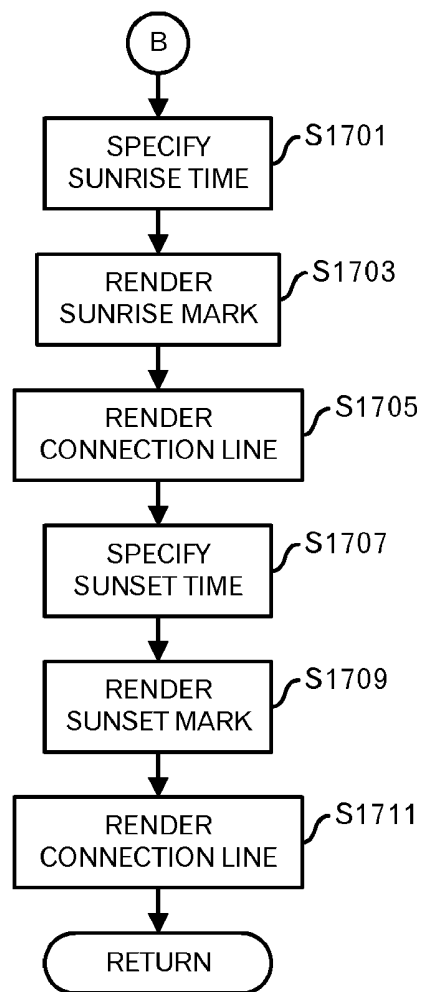 B
SPECIFY
SUNRISE TIME
S1701
RENDER
SUNRISE MARK
S1703
RENDER
CONNECTION LINE
S1705
SPECIFY
SUNSET TIME
S1707
RENDER
SUNSET MARK
S1709
RENDER
CONNECTION LINE
S1711
RETURN